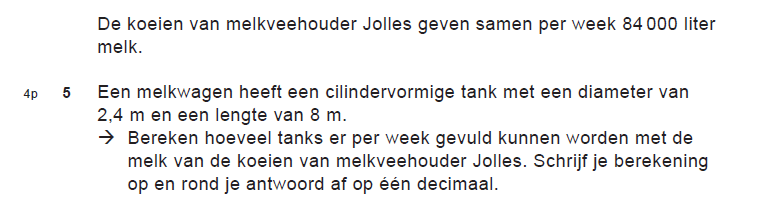 De koeien van melkveehouder Jolles geven samen per week 84 000 liter
melk.
4p 5 Een melkwagen heeft een cilindervormige tank met een diameter van
2,4 m en een lengte van 8 m.
→ Bereken hoeveel tanks er per week gevuld kunnen worden met de
melk van de koeien van melkveehouder Jolles. Schrijf je berekening
op en rond je antwoord af op één decimaal.